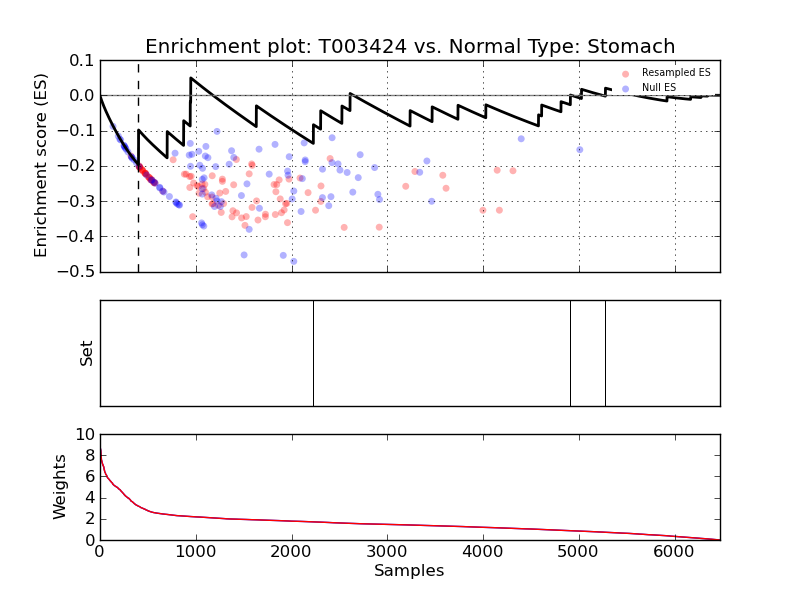 Enrichment plot: T003424 vs. Normal Type: Stomach
Enrichment score (ES)
0.1
0.0
−0.1
−0.2
−0.3
−0.4
−0.5
Resampled ES
Null ES
Set
Weights
10
8
6
4
2
0
0 1000 2000 3000 4000 5000 6000
Samples